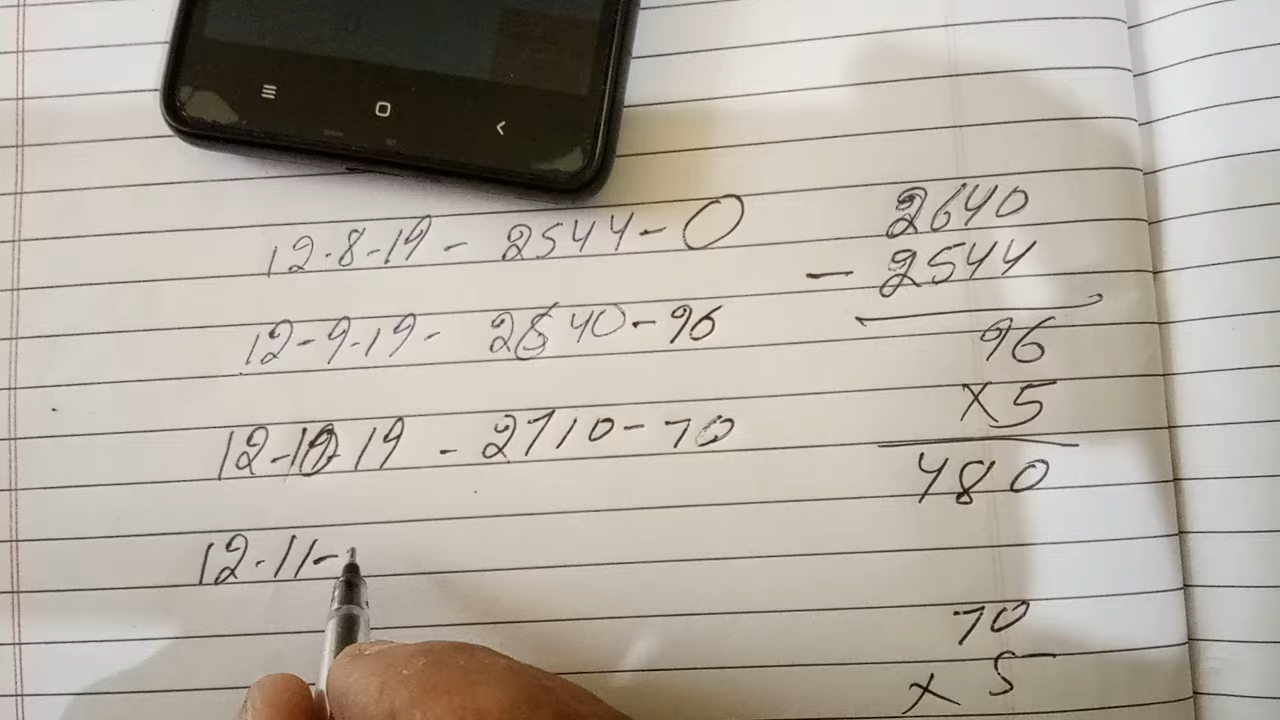 12.8.19 - 2544 - 0
12-9.19 - 2640 - 96
12-10-19 - 2710 - 70
12.11-
2640
- 2544
96
x 5
480
70
x 5